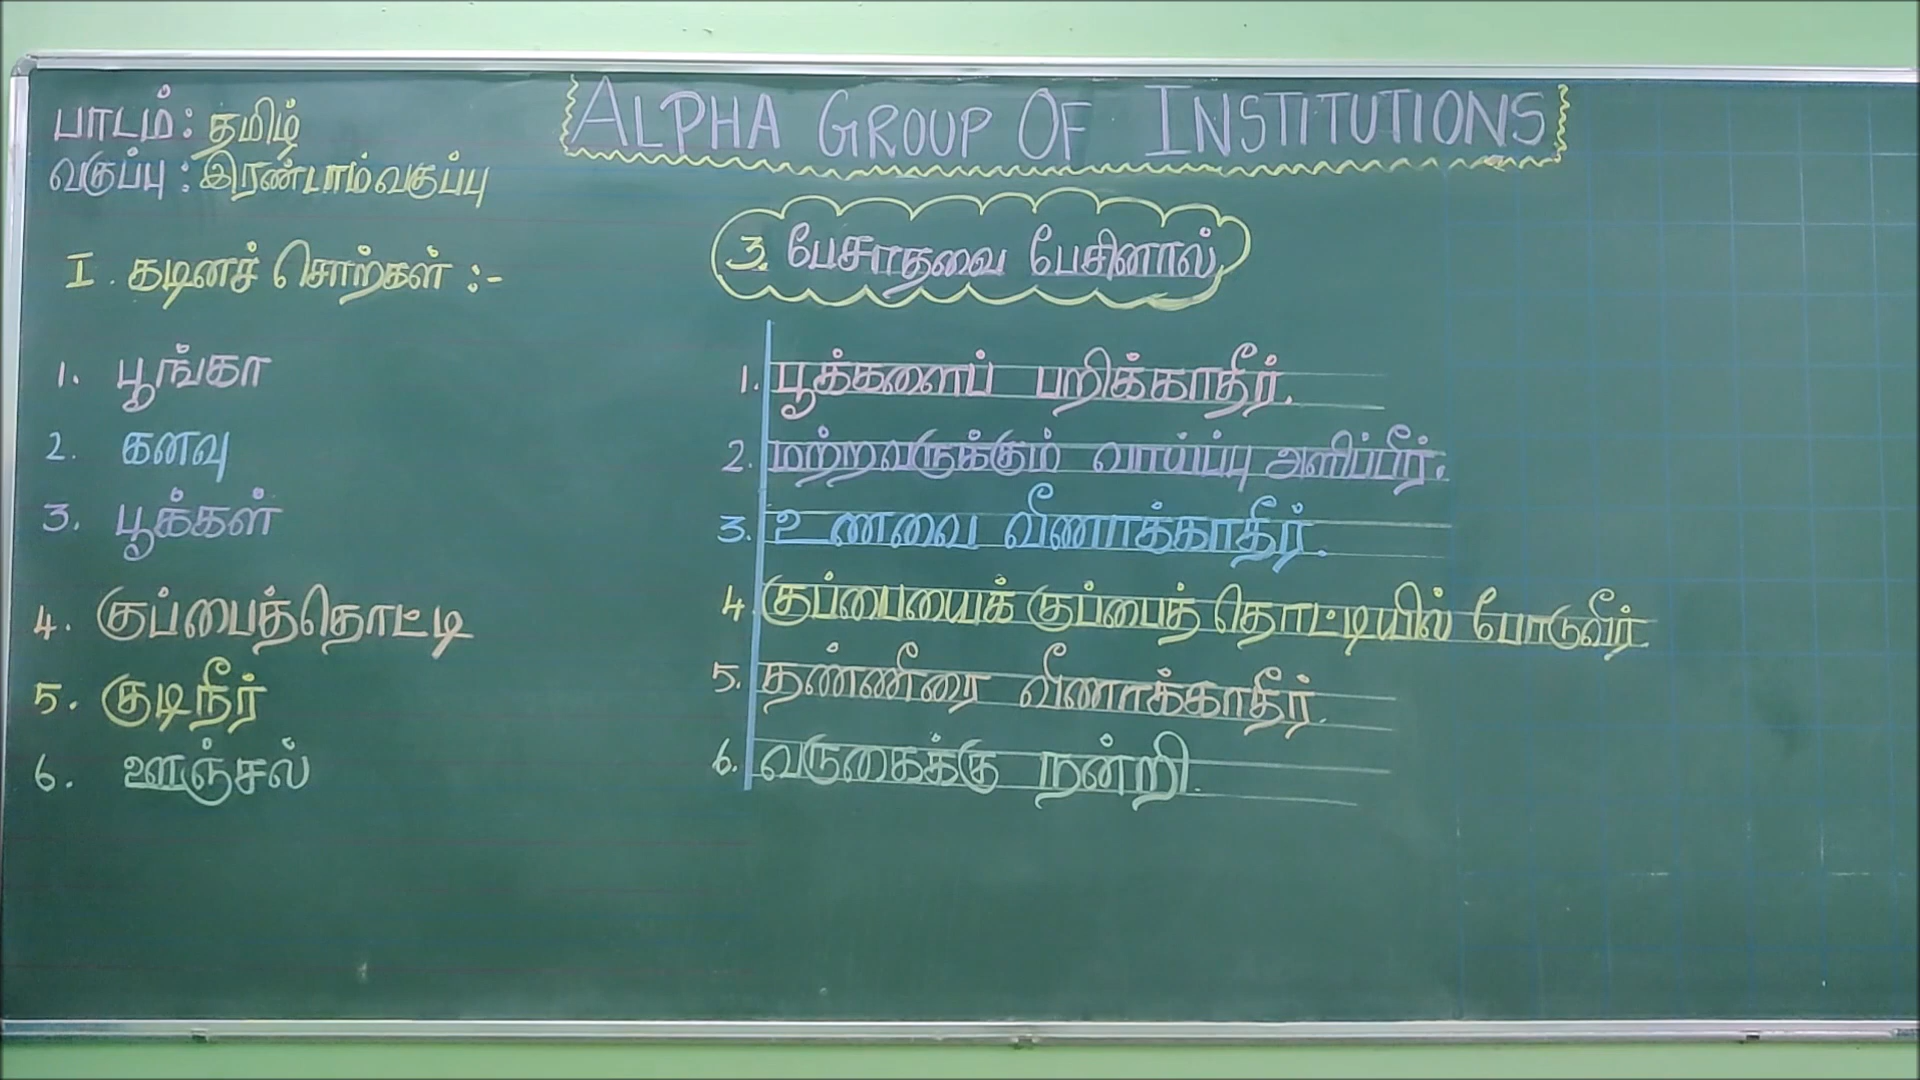 ALPHA GROUP OF INSTITUTIONS
பாடம் : தமிழ்
வகுப்பு : இரண்டாம் வகுப்பு
3. பேசாதவை பேசினால்
I . கடினச் சொற்கள் :-
1. பூங்கா
2. கனவு
3. பூக்கள்
4. குப்பைத்தொட்டி
5. குடிநீர்
6. ஊஞ்சல்
1. பூக்களைப் பறிக்காதீர்.
2. மற்றவருக்கும் வாய்ப்பு அளிப்பீர்.
3. உணவை வீணாக்காதீர்.
4. குப்பையைக் குப்பைத் தொட்டியில் போடுவீர்.
5. தண்ணீரை வீணாக்காதீர்.
6. வருகைக்கு நன்றி.